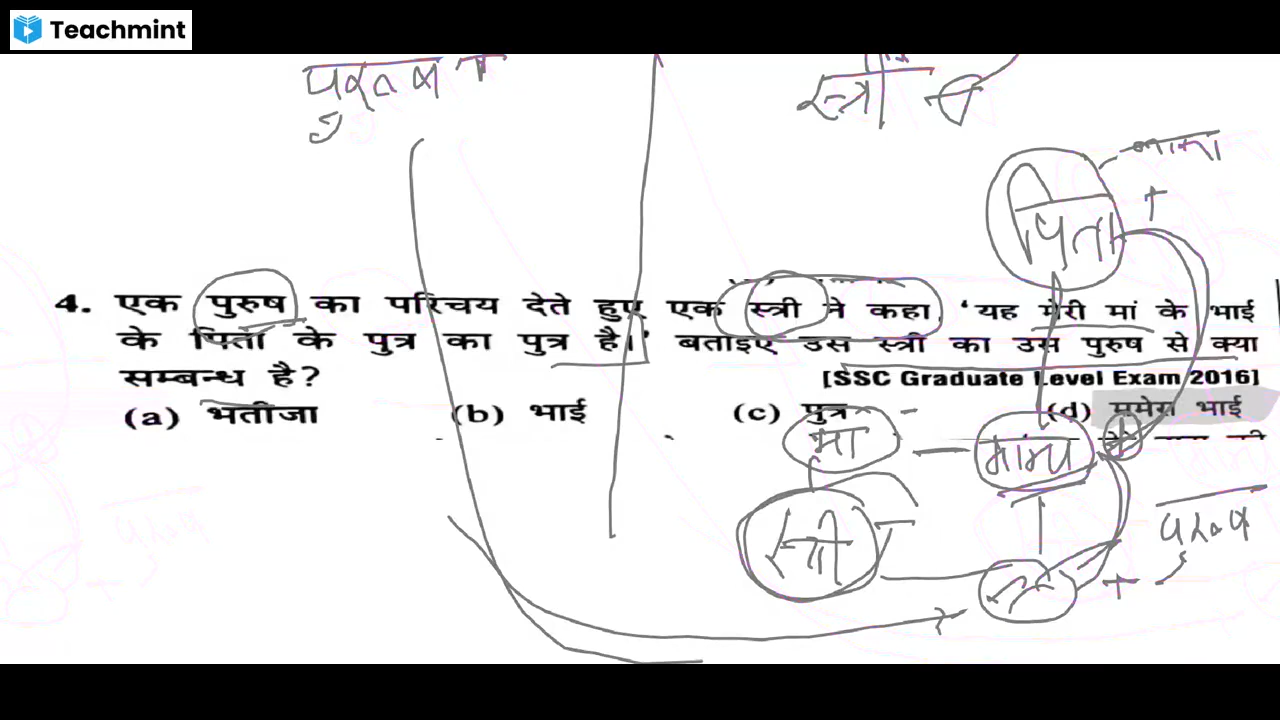 Teachmint
स्त्री
पिता
4. एक पुरुष का परिचय देते हुए एक स्त्री ने कहा, 'यह मेरी मां के भाई
के पिता के पुत्र का पुत्र है।' बताइए उस स्त्री का उस पुरुष से क्या
सम्बन्ध है?
[SSC Graduate Level Exam 2016]
(a) भतीजा (b) भाई (c) पुत्र (d) ममेरा भाई
मा मामा
स्त्री